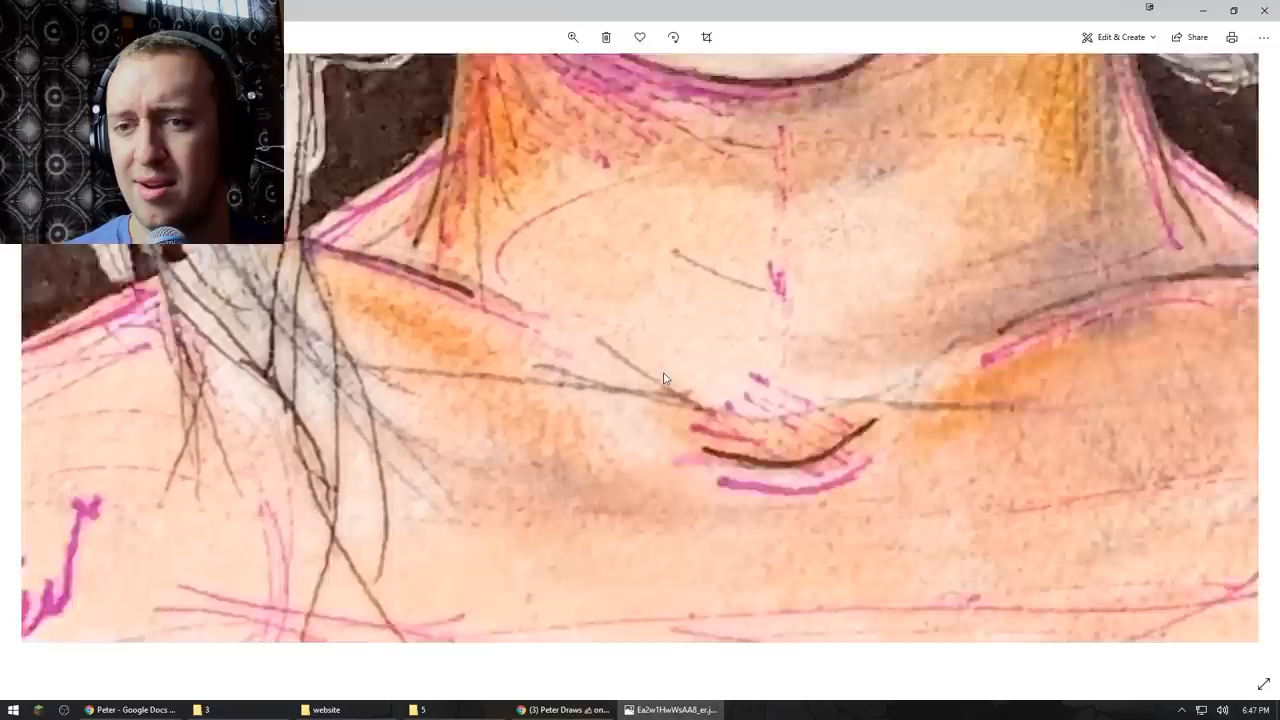 Edit & Create
Share
Peter - Google Docs ...
3
website
5
(3) Peter Draws ✍ on...
Ea2w1HwWsAA8_er.j...
6:47 PM